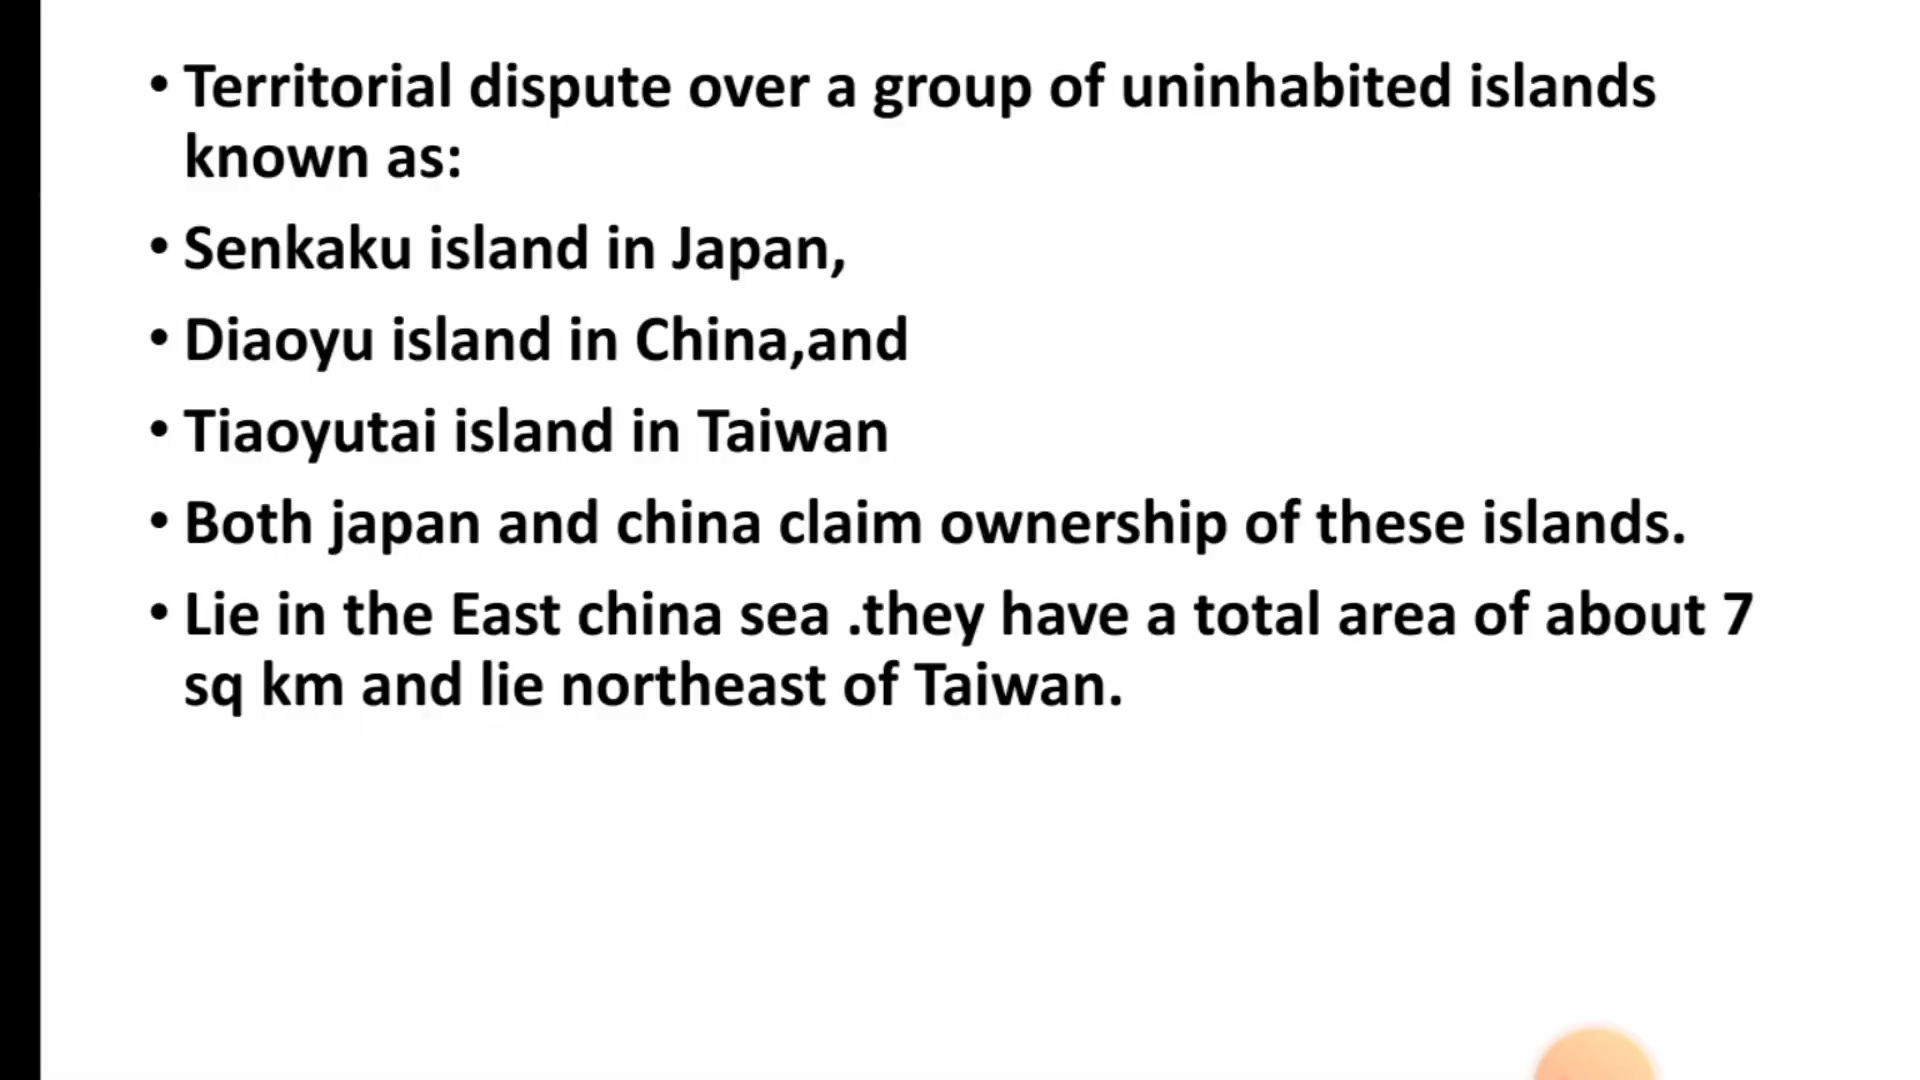 • Territorial dispute over a group of uninhabited islands
known as:
• Senkaku island in Japan,
• Diaoyu island in China,and
• Tiaoyutai island in Taiwan
• Both japan and china claim ownership of these islands.
• Lie in the East china sea .they have a total area of about 7
sq km and lie northeast of Taiwan.